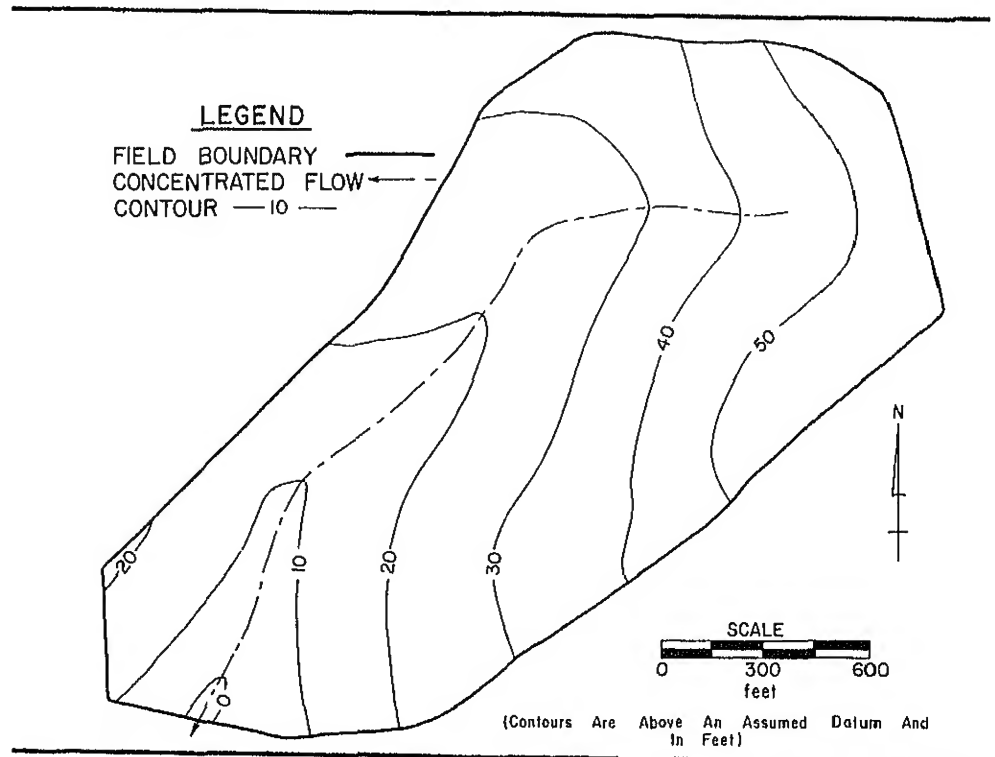 LEGEND
FIELD BOUNDARY
CONCENTRATED FLOW
CONTOUR — 10 —
40
50
N
20
10
20
30
0
SCALE
0 300 600
feet
(Contours Are Above An Assumed Datum And
In Feet)